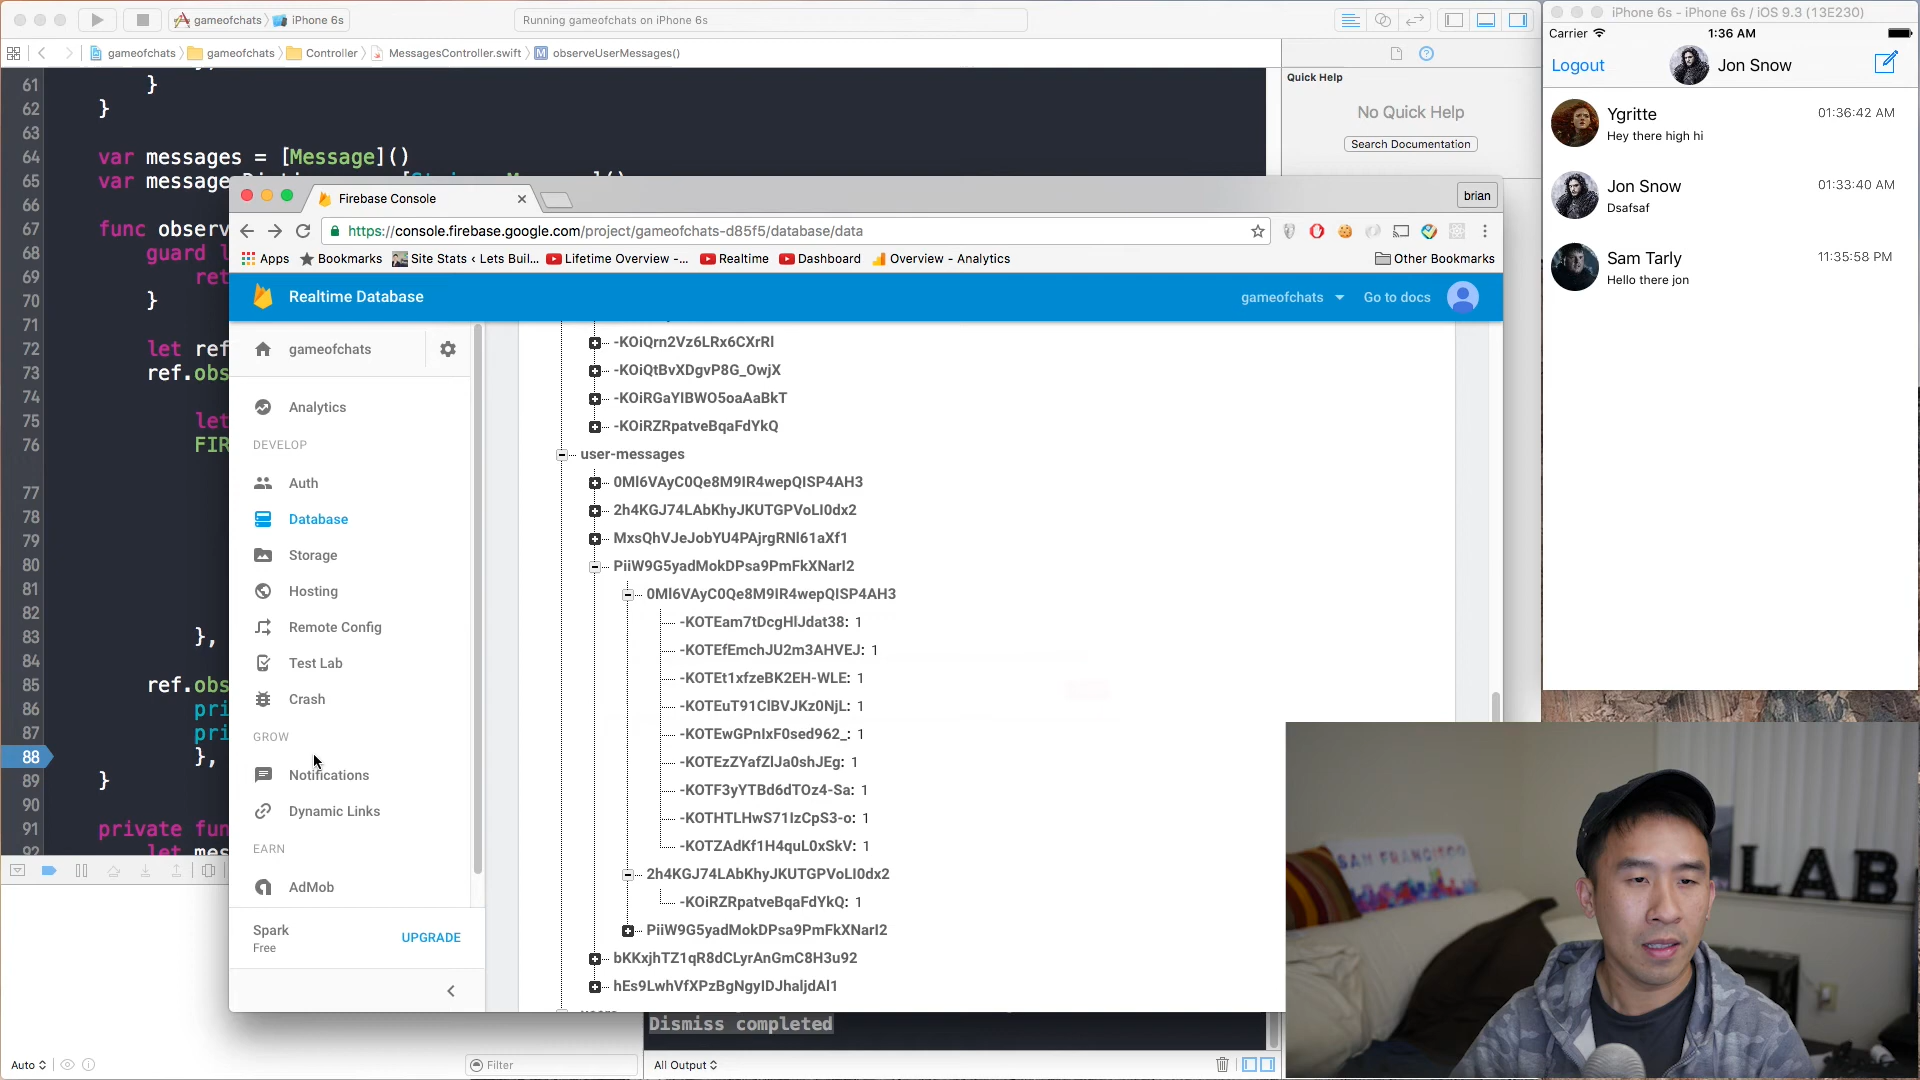 gameofchats
iPhone 6s
Running gameofchats on iPhone 6s
gameofchats
gameofchats
Controller
MessagesController.swift
observeUserMessages()
61 }
62 }
63
64 var messages = [Message]()
65 var message
66
67 func observ
68 guard l
69 ret
70 }
71
72 let ref
73 ref.obs
74
75 let
76 FIR
77
78
79
80
81
82
83 },
84
85 ref.obs
86 pri
87 pri
88 },
89 }
90
91 private fun
92 let mes
Auto
Filter
Dismiss completed
All Output
Quick Help
No Quick Help
Search Documentation
Firebase Console
brian
https://console.firebase.google.com/project/gameofchats-d85f5/database/data
Apps
Bookmarks
Site Stats ‹ Lets Buil...
Lifetime Overview -...
Realtime
Dashboard
Overview - Analytics
Other Bookmarks
Realtime Database
gameofchats
Go to docs
gameofchats
Analytics
DEVELOP
Auth
Database
Storage
Hosting
Remote Config
Test Lab
Crash
GROW
Notifications
Dynamic Links
EARN
AdMob
Spark
Free
UPGRADE
-KOiQrn2Vz6LRx6CXrRl
-KOiQtBvXDgvP8G_OwjX
-KOiRGaYIBWO5oaAaBkT
-KOiRZRpatveBqaFdYkQ
user-messages
0Ml6VAyC0Qe8M9IR4wepQISP4AH3
2h4KGJ74LAbKhyJKUTGPVoLI0dx2
MxsQhVJeJobYU4PAjrgRNl61aXf1
PiiW9G5yadMokDPsa9PmFkXNarI2
0Ml6VAyC0Qe8M9IR4wepQISP4AH3
-KOTEam7tDcgHlJdat38: 1
-KOTEfEmchJU2m3AHVEJ: 1
-KOTEt1xfzeBK2EH-WLE: 1
-KOTEuT91ClBVJKz0NjL: 1
-KOTEwGPnIxF0sed962_: 1
-KOTEzZYafZlJa0shJEg: 1
-KOTF3yYTBd6dTOz4-Sa: 1
-KOTHTLHwS71IzCpS3-o: 1
-KOTZAdKf1H4quL0xSkV: 1
2h4KGJ74LAbKhyJKUTGPVoLI0dx2
-KOiRZRpatveBqaFdYkQ: 1
PiiW9G5yadMokDPsa9PmFkXNarI2
bKKxjhTZ1qR8dCLyrAnGmC8H3u92
hEs9LwhVfXPzBgNgyIDJhaljdAl1
iPhone 6s - iPhone 6s / iOS 9.3 (13E230)
Carrier
1:36 AM
Logout
Jon Snow
Ygritte
01:36:42 AM
Hey there high hi
Jon Snow
01:33:40 AM
Dsafsaf
Sam Tarly
11:35:58 PM
Hello there jon
SAN FRANCISCO
LAB